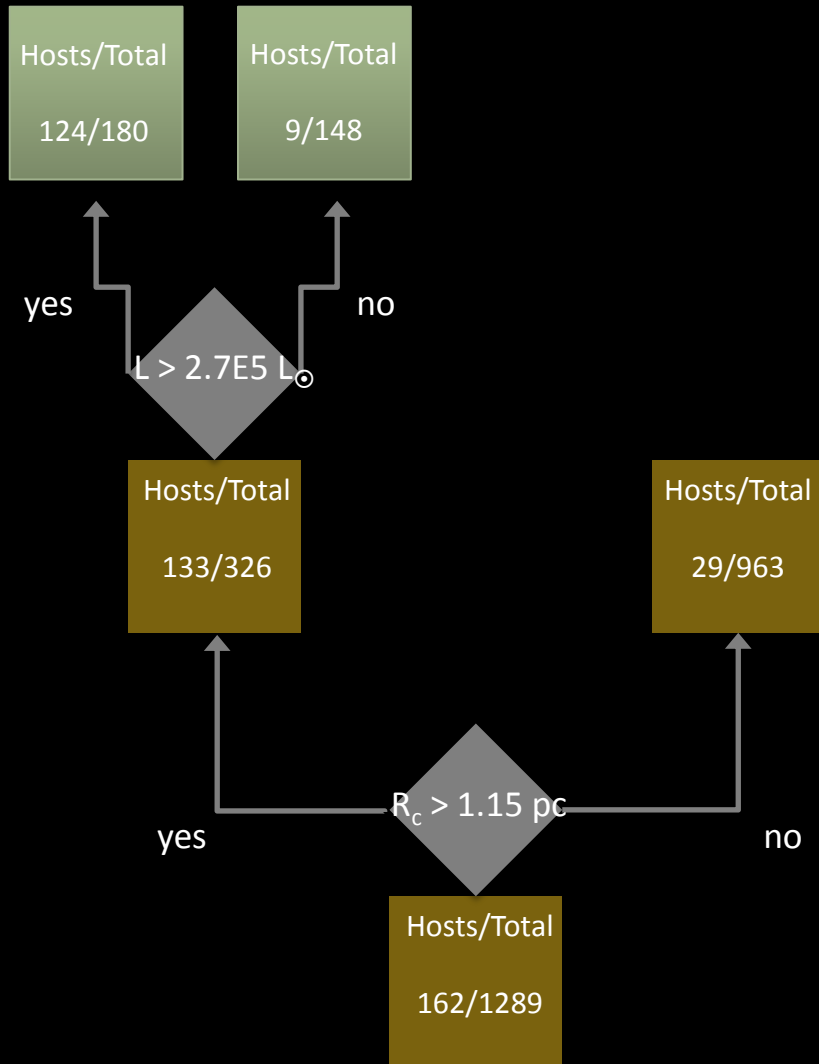 Hosts/Total
124/180
Hosts/Total
9/148
yes
no
L > 2.7E5 L☉
Hosts/Total
133/326
Hosts/Total
29/963
R_c > 1.15 pc
yes
no
Hosts/Total
162/1289